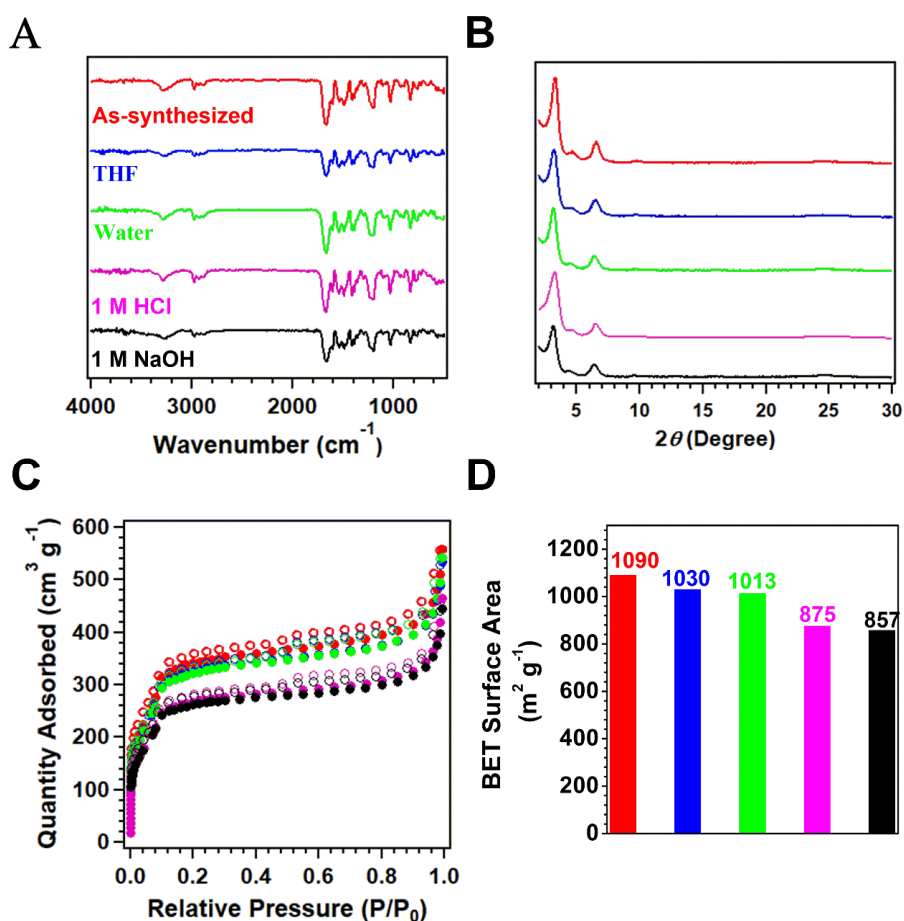 A
As-synthesized
THF
Water
1 M HCl
1 M NaOH
4000 3000 2000 1000
Wavenumber (cm⁻¹)
B
5 10 15 20 25 30
2θ (Degree)
C
Quantity Adsorbed (cm³ g⁻¹)
600
500
400
300
200
100
0
0.0 0.2 0.4 0.6 0.8 1.0
Relative Pressure (P/P₀)
D
BET Surface Area
(m² g⁻¹)
1200
1000
800
600
400
200
0
1090
1030
1013
875
857